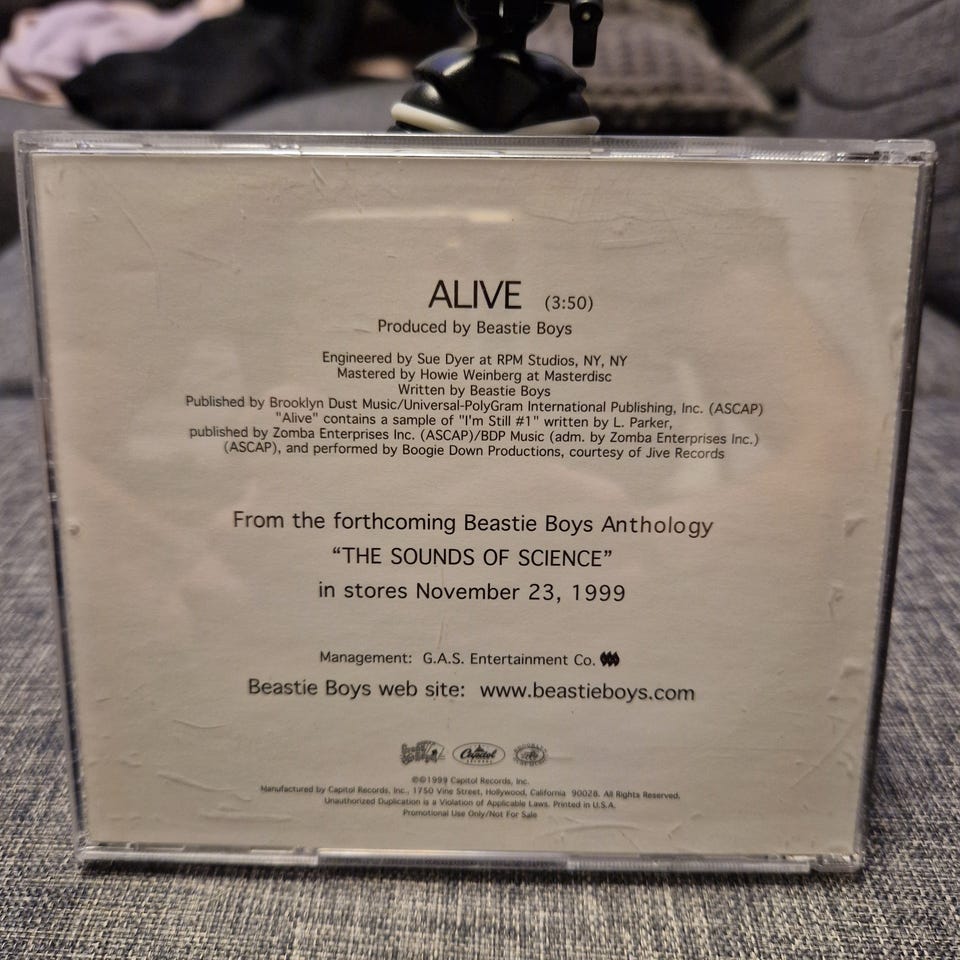 ALIVE (3:50)
Produced by Beastie Boys
Engineered by Sue Dyer at RPM Studios, NY, NY
Mastered by Howie Weinberg at Masterdisc
Written by Beastie Boys
Published by Brooklyn Dust Music/Universal-PolyGram International Publishing, Inc. (ASCAP)
"Alive" contains a sample of "I'm Still #1" written by L. Parker,
published by Zomba Enterprises Inc. (ASCAP)/BDP Music (adm. by Zomba Enterprises Inc.)
(ASCAP), and performed by Boogie Down Productions, courtesy of Jive Records
From the forthcoming Beastie Boys Anthology
“THE SOUNDS OF SCIENCE”
in stores November 23, 1999
Management: G.A.S. Entertainment Co.
Beastie Boys web site: www.beastieboys.com
Capitol
℗©1999 Capitol Records, Inc.
Manufactured by Capitol Records, Inc., 1750 Vine Street, Hollywood, California 90028. All Rights Reserved.
Unauthorized Duplication is a Violation of Applicable Laws. Printed in U.S.A.
Promotional Use Only/Not For Sale